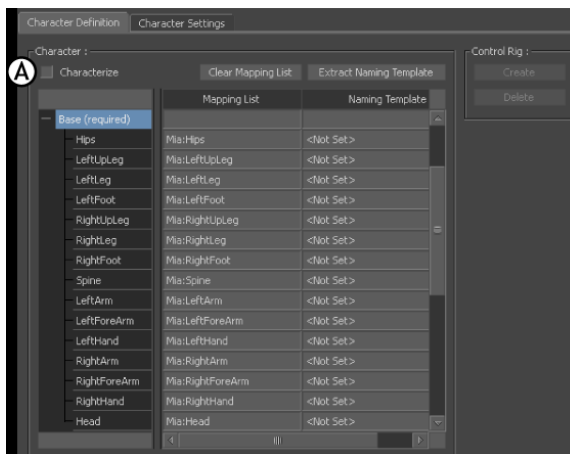 Character Definition Character Settings
Character : Control Rig :
A Characterize Clear Mapping List Extract Naming Template Create
Delete
Mapping List Naming Template
Base (required)
Hips Mia:Hips <Not Set>
LeftUpLeg Mia:LeftUpLeg <Not Set>
LeftLeg Mia:LeftLeg <Not Set>
LeftFoot Mia:LeftFoot <Not Set>
RightUpLeg Mia:RightUpLeg <Not Set>
RightLeg Mia:RightLeg <Not Set>
RightFoot Mia:RightFoot <Not Set>
Spine Mia:Spine <Not Set>
LeftArm Mia:LeftArm <Not Set>
LeftForeArm Mia:LeftForeArm <Not Set>
LeftHand Mia:LeftHand <Not Set>
RightArm Mia:RightArm <Not Set>
RightForeArm Mia:RightForeArm <Not Set>
RightHand Mia:RightHand <Not Set>
Head Mia:Head <Not Set>